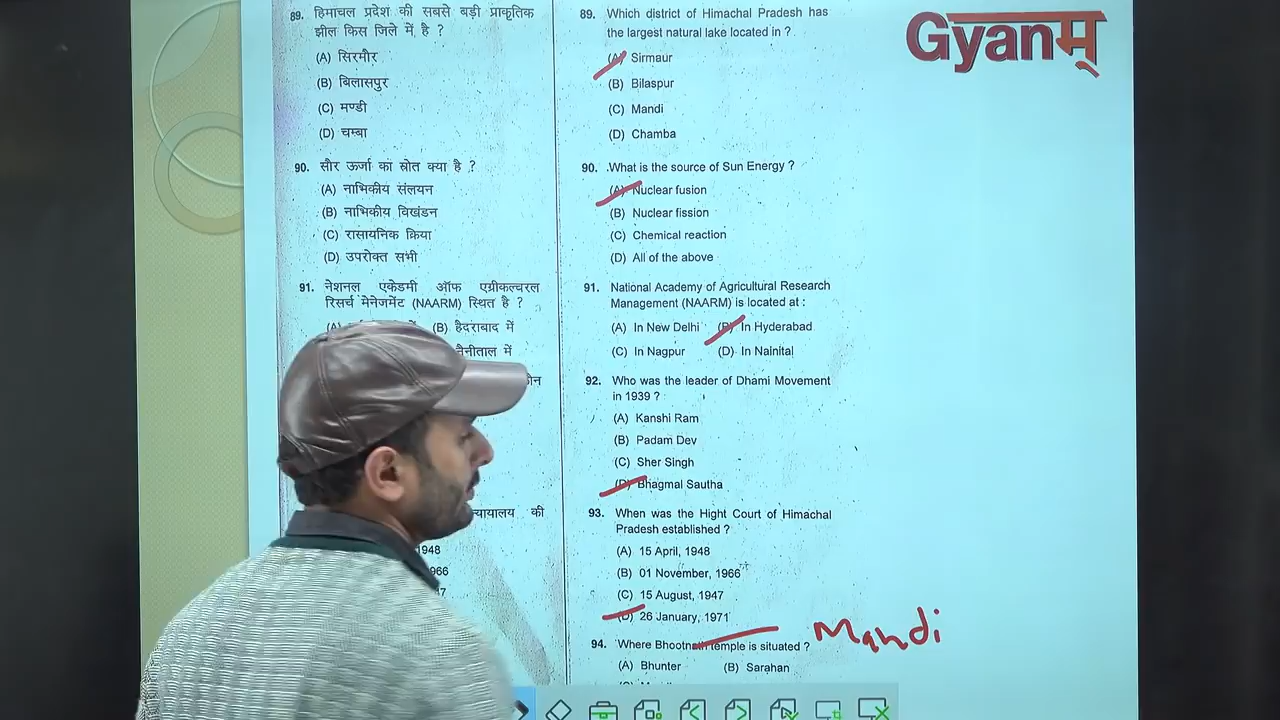 89. हिमाचल प्रदेश की सबसे बड़ी प्राकृतिक
झील किस जिले में है ?
(A) सिरमौर
(B) बिलासपुर
(C) मण्डी
(D) चम्बा
90. सौर ऊर्जा का स्रोत क्या है ?
(A) नाभिकीय संलयन
(B) नाभिकीय विखंडन
(C) रासायनिक क्रिया
(D) उपरोक्त सभी
91. नेशनल एकेडमी ऑफ एग्रीकल्चरल
रिसर्च मेनेजमेंट (NAARM) स्थित है ?
(B) हैदराबाद में
नैनीताल में
न्यायालय की
1948
89. Which district of Himachal Pradesh has
the largest natural lake located in ?
(A) Sirmaur
(B) Bilaspur
(C) Mandi
(D) Chamba
90. What is the source of Sun Energy ?
(A) Nuclear fusion
(B) Nuclear fission
(C) Chemical reaction
(D) All of the above
91. National Academy of Agricultural Research
Management (NAARM) is located at :
(A) In New Delhi (B) In Hyderabad
(C) In Nagpur (D) In Nainital
92. Who was the leader of Dhami Movement
in 1939 ?
(A) Kanshi Ram
(B) Padam Dev
(C) Sher Singh
(D) Bhagmal Sautha
93. When was the Hight Court of Himachal
Pradesh established ?
(A) 15 April, 1948
(B) 01 November, 1966
(C) 15 August, 1947
(D) 26 January, 1971
94. Where Bhootnath temple is situated ?
(A) Bhunter (B) Sarahan
Mandi
Gyanम्